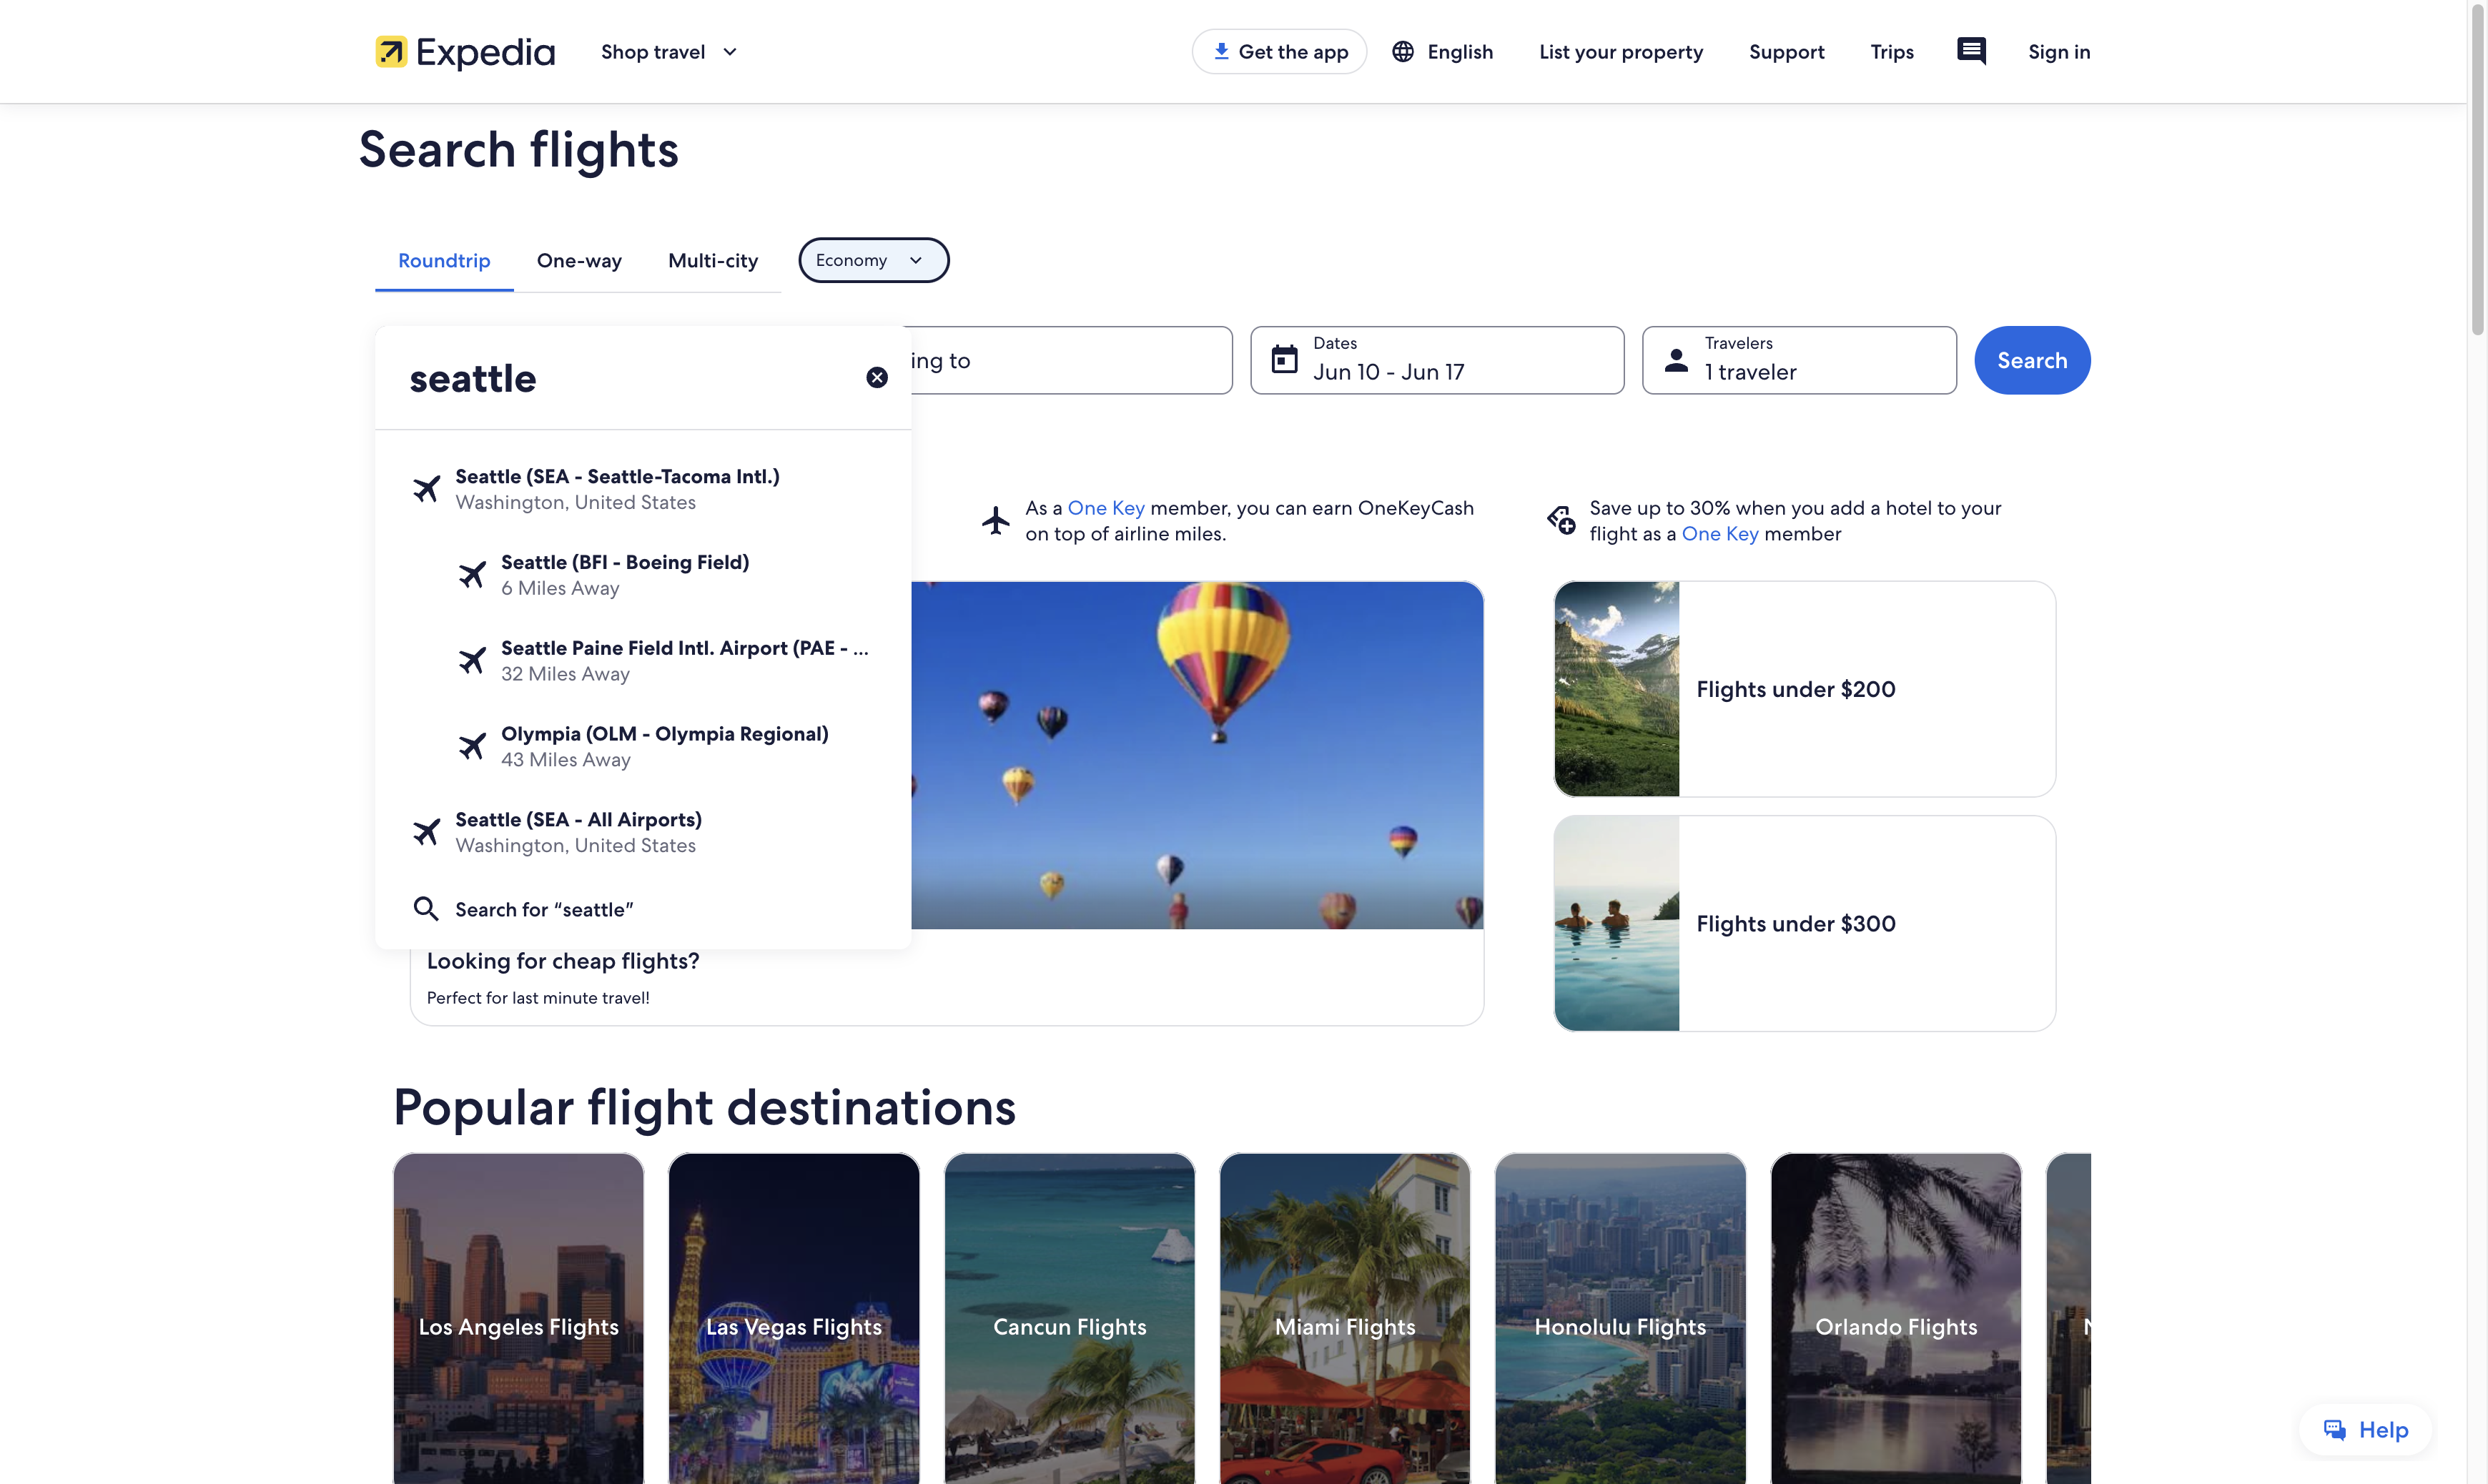 Expedia
Shop travel
Get the app
English
List your property
Support
Trips
Sign in
Search flights
Roundtrip
One-way
Multi-city
Economy
seattle
ing to
Dates
Jun 10 - Jun 17
Travelers
1 traveler
Search
Seattle (SEA - Seattle-Tacoma Intl.)
Washington, United States
Seattle (BFI - Boeing Field)
6 Miles Away
Seattle Paine Field Intl. Airport (PAE - ...
32 Miles Away
Olympia (OLM - Olympia Regional)
43 Miles Away
Seattle (SEA - All Airports)
Washington, United States
Search for “seattle”
As a One Key member, you can earn OneKeyCash
on top of airline miles.
Save up to 30% when you add a hotel to your
flight as a One Key member
Flights under $200
Flights under $300
Looking for cheap flights?
Perfect for last minute travel!
Popular flight destinations
Los Angeles Flights
Las Vegas Flights
Cancun Flights
Miami Flights
Honolulu Flights
Orlando Flights
Help